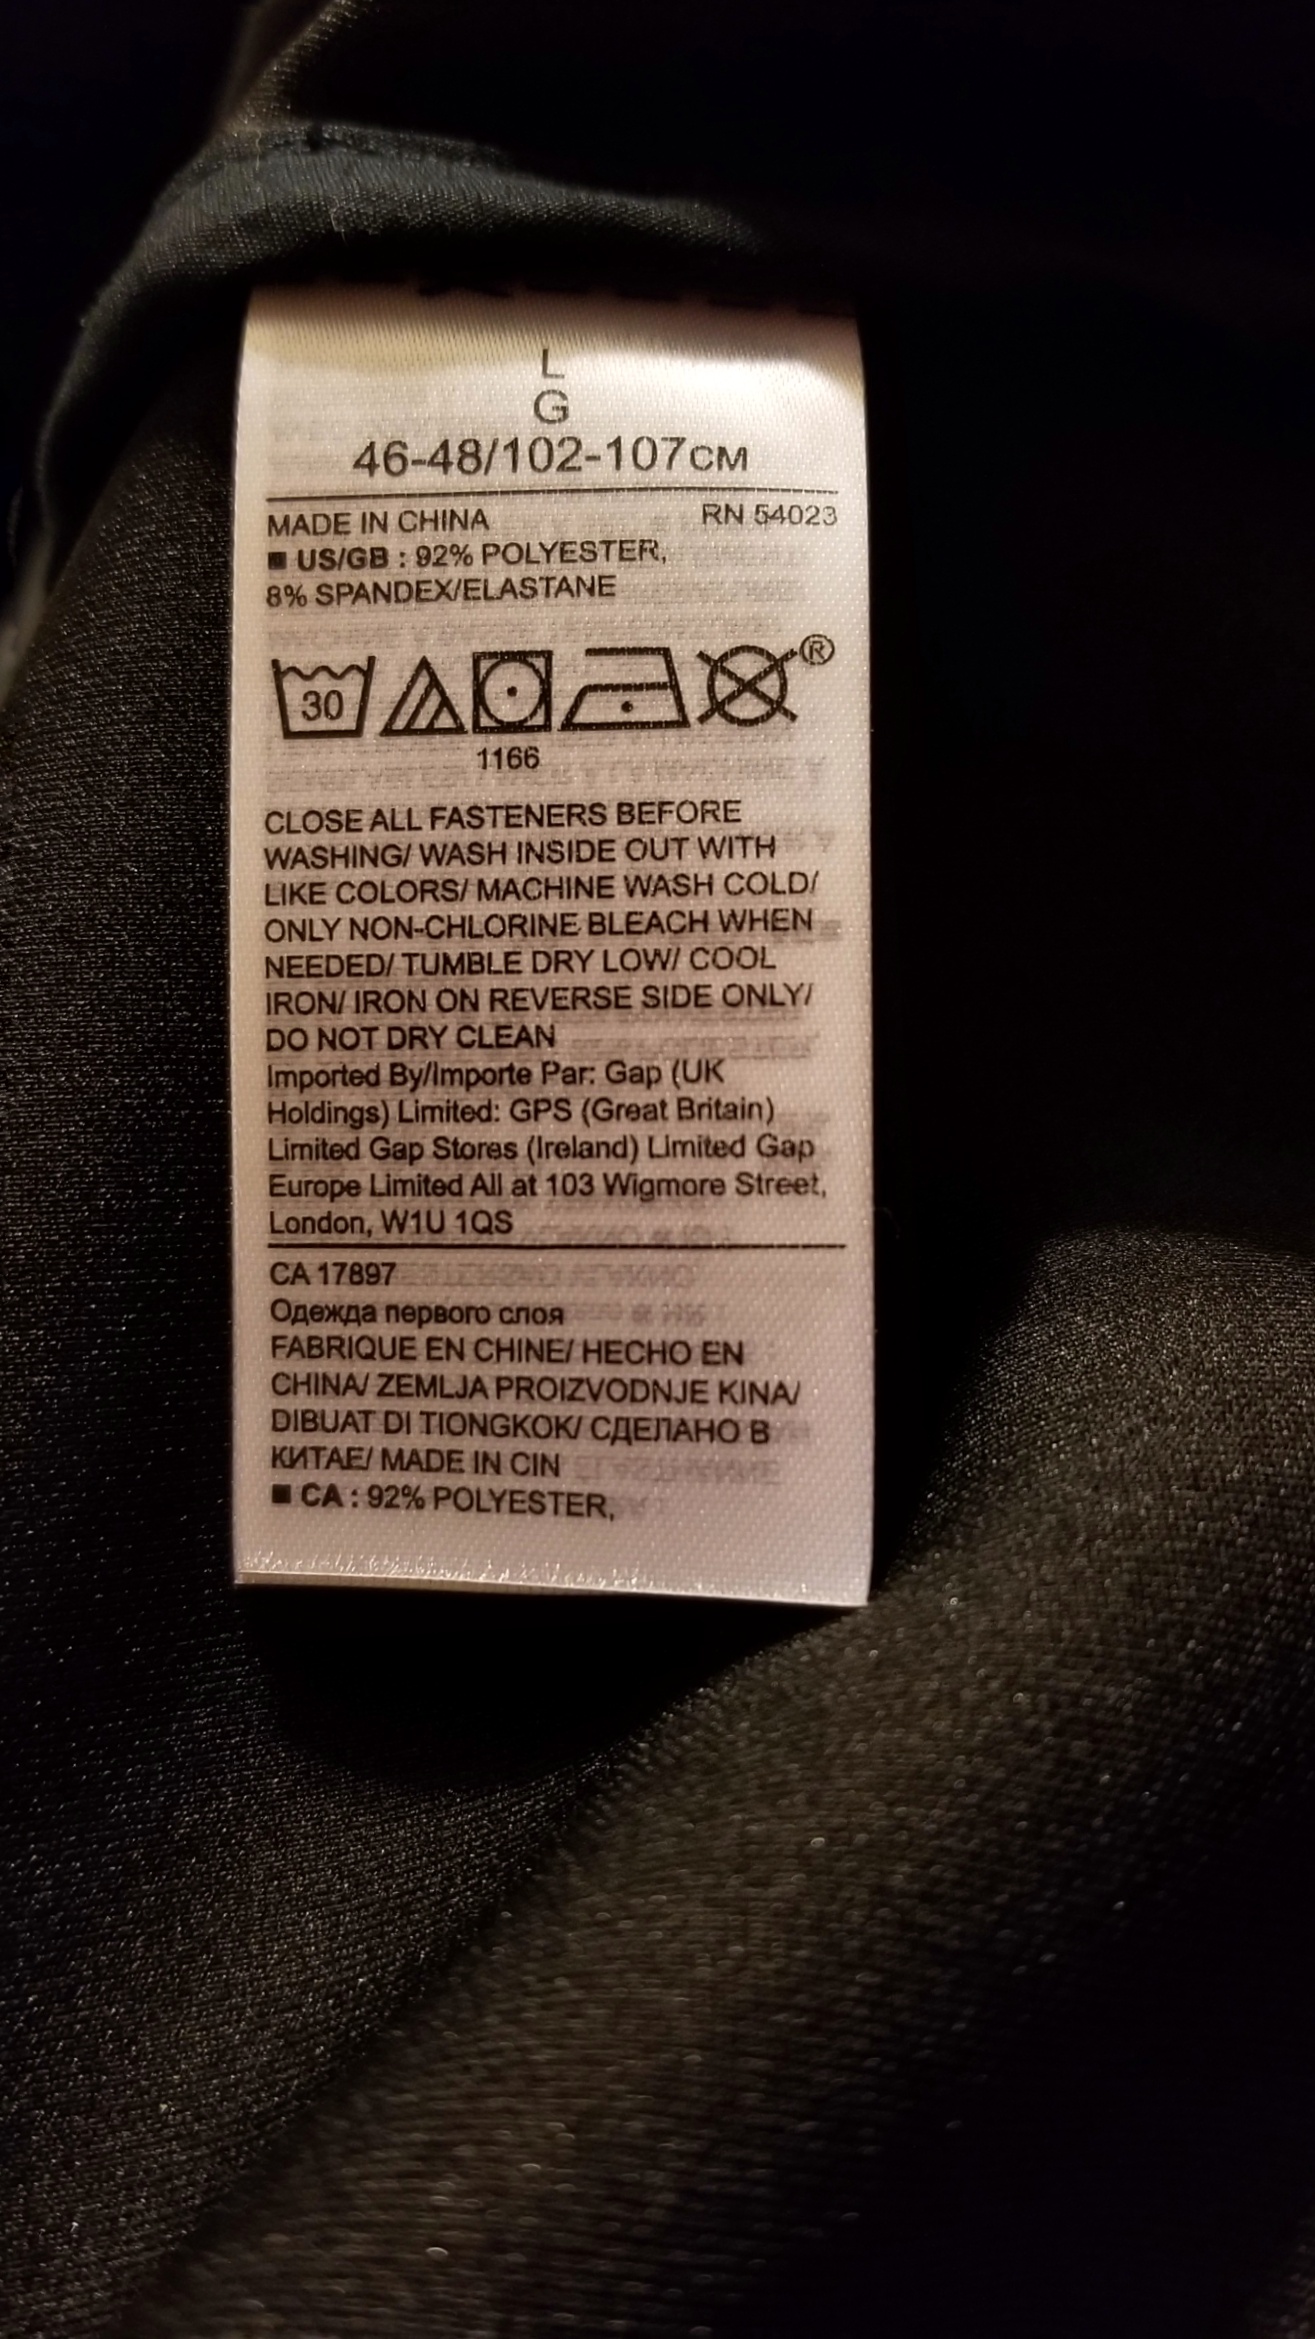 L
G
46-48/102-107CM
MADE IN CHINA RN 54023
■ US/GB : 92% POLYESTER,
8% SPANDEX/ELASTANE
®
30
1166
CLOSE ALL FASTENERS BEFORE
WASHING/ WASH INSIDE OUT WITH
LIKE COLORS/ MACHINE WASH COLD/
ONLY NON-CHLORINE BLEACH WHEN
NEEDED/ TUMBLE DRY LOW/ COOL
IRON/ IRON ON REVERSE SIDE ONLY/
DO NOT DRY CLEAN
Imported By/Importe Par: Gap (UK
Holdings) Limited: GPS (Great Britain)
Limited Gap Stores (Ireland) Limited Gap
Europe Limited All at 103 Wigmore Street,
London, W1U 1QS
CA 17897
Одежда первого слоя
FABRIQUE EN CHINE/ HECHO EN
CHINA/ ZEMLJA PROIZVODNJE KINA/
DIBUAT DI TIONGKOK/ СДЕЛАНО В
КИТАЕ/ MADE IN CIN
■ CA : 92% POLYESTER,